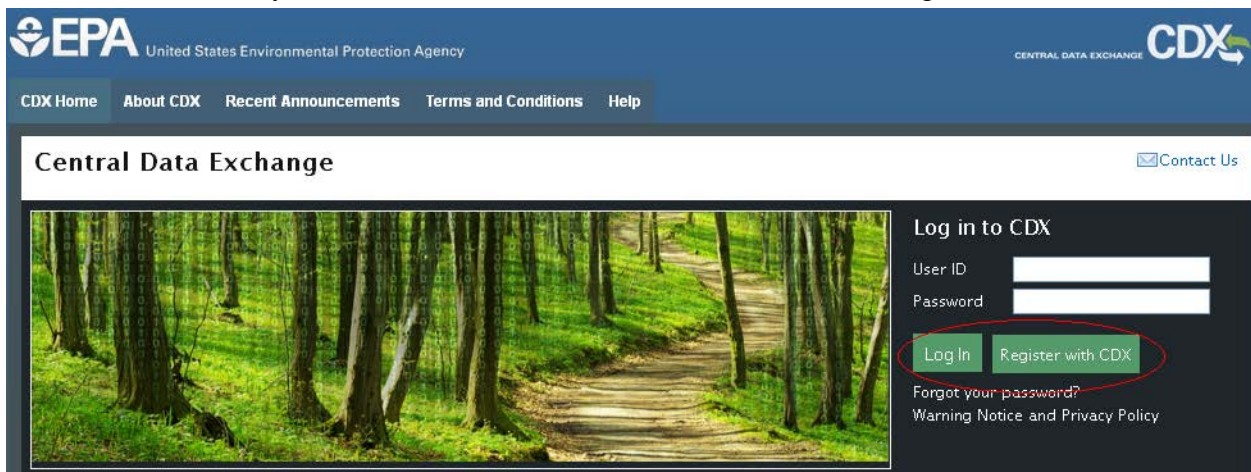 EPA United States Environmental Protection Agency
CENTRAL DATA EXCHANGE CDX
CDX Home About CDX Recent Announcements Terms and Conditions Help
Central Data Exchange
Contact Us
Log in to CDX
User ID
Password
Log In Register with CDX
Forgot your password?
Warning Notice and Privacy Policy